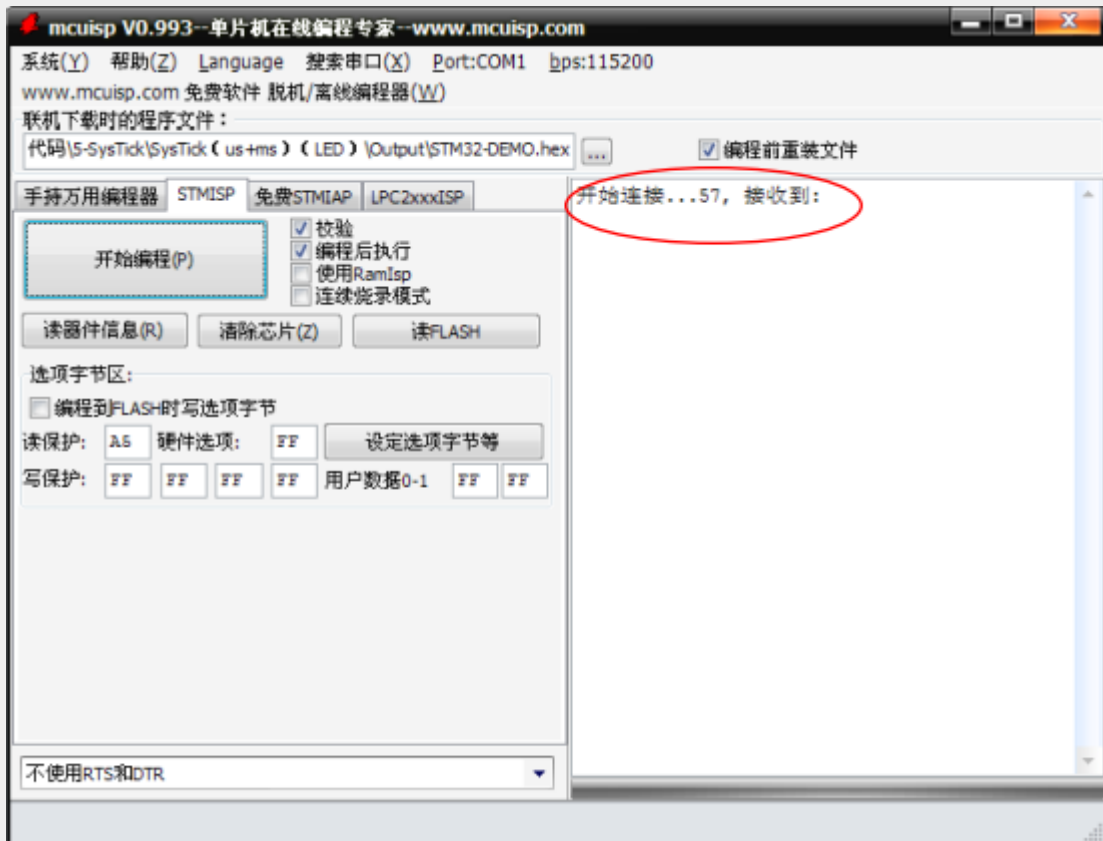 mcuisp V0.993--单片机在线编程专家--www.mcuisp.com
系统(Y) 帮助(Z) Language 搜索串口(X) Port:COM1 bps:115200
www.mcuisp.com 免费软件 脱机/离线编程器(W)
联机下载时的程序文件：
代码\5-SysTick\SysTick（us+ms）（LED）\Output\STM32-DEMO.hex ... 编程前重装文件
手持万用编程器 STMISP 免费STMIAP LPC2xxxISP
开始连接...57, 接收到:
开始编程(P)
校验
编程后执行
使用RamIsp
连续烧录模式
读器件信息(R) 清除芯片(Z) 读FLASH
选项字节区:
编程到FLASH时写选项字节
读保护: A5 硬件选项: FF 设定选项字节等
写保护: FF FF FF FF 用户数据0-1 FF FF
不使用RTS和DTR